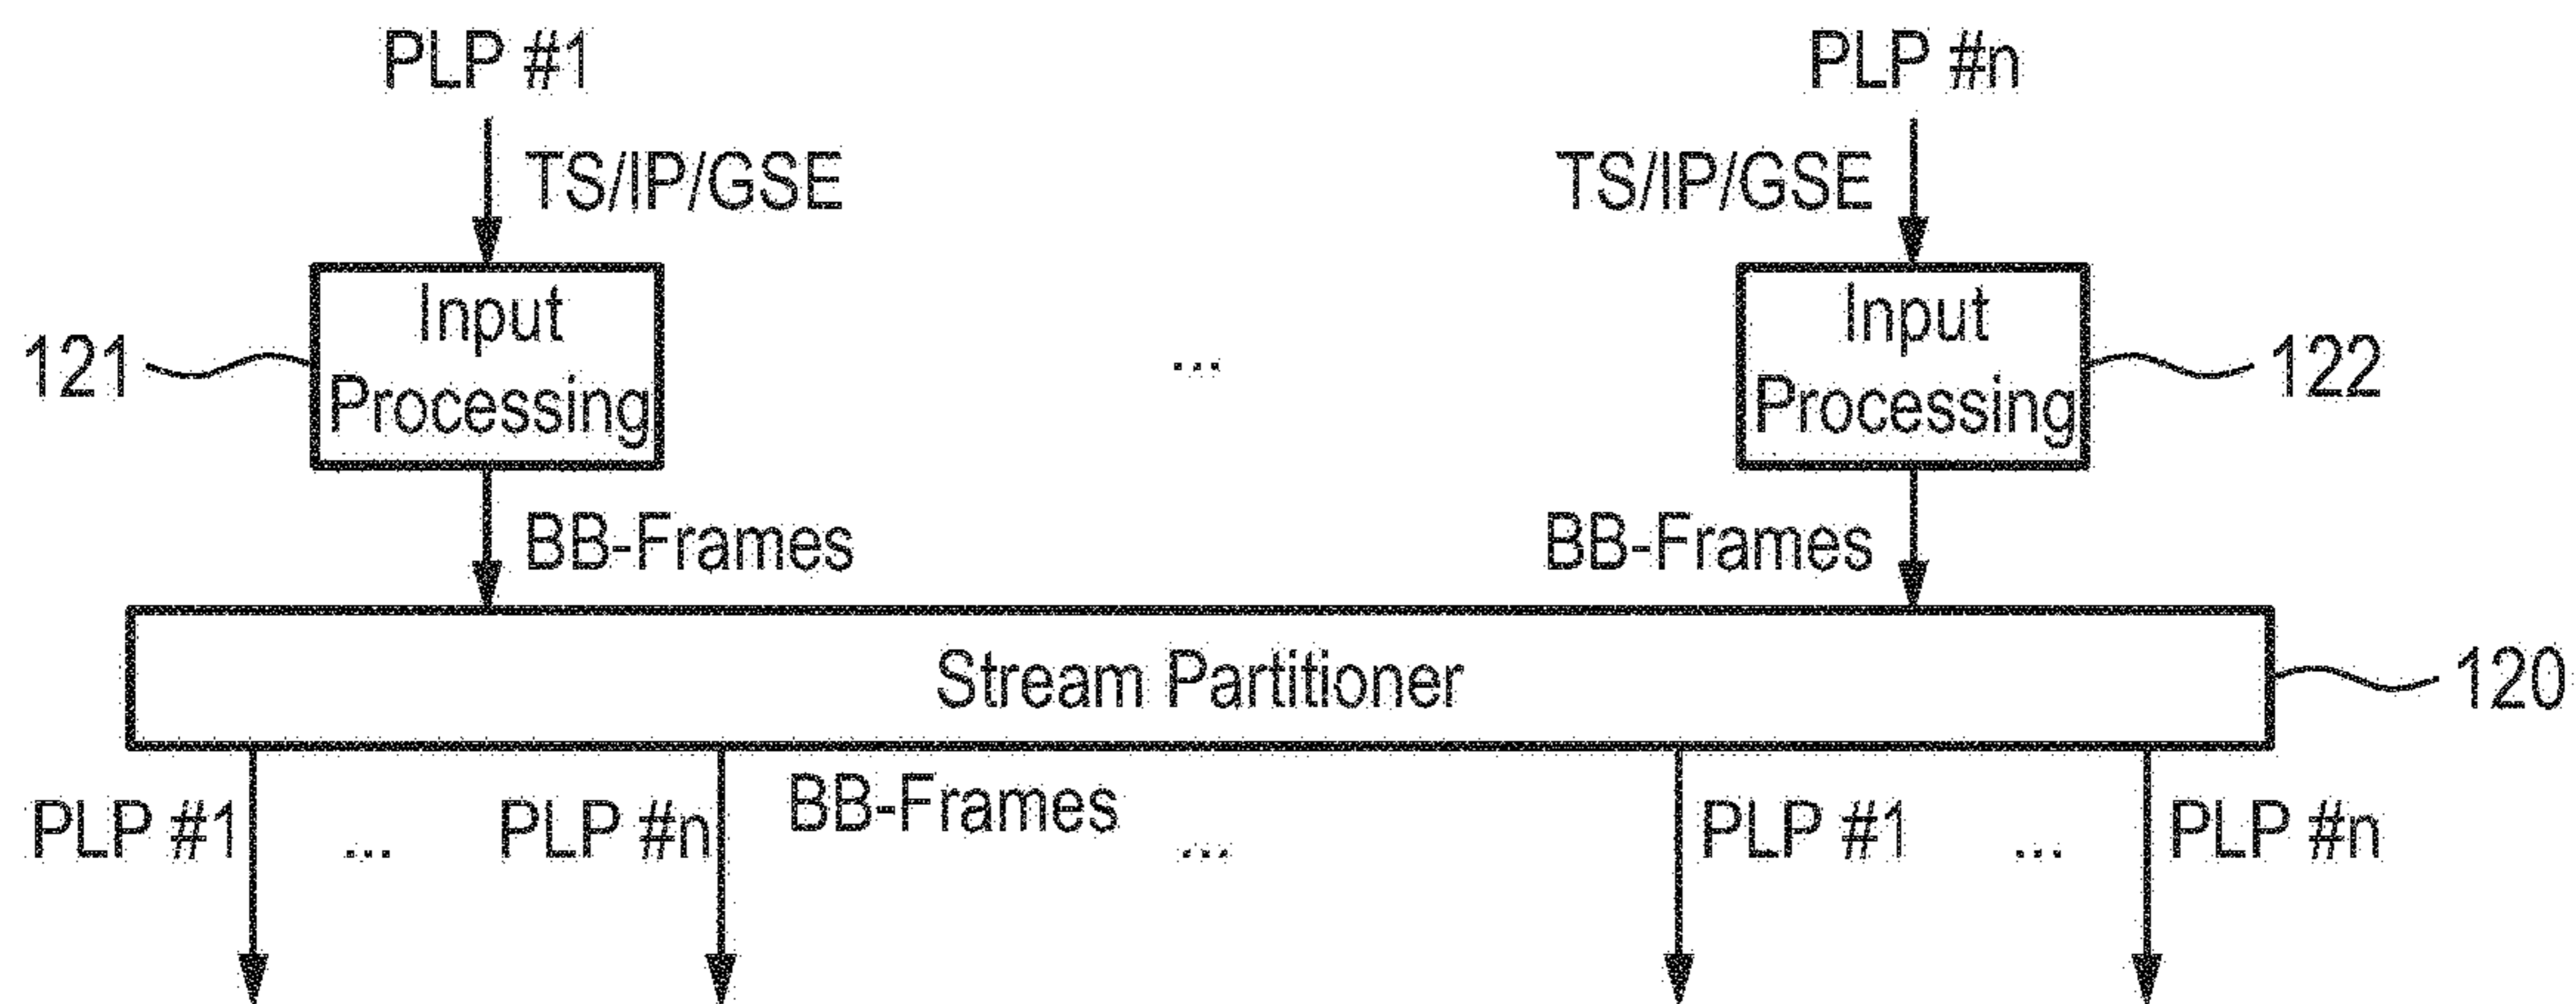 PLP #1
PLP #n
TS/IP/GSE
TS/IP/GSE
Input
Processing
Input
Processing
121
...
122
BB-Frames
BB-Frames
Stream Partitioner
120
PLP #1
...
PLP #n
BB-Frames
...
PLP #1
...
PLP #n